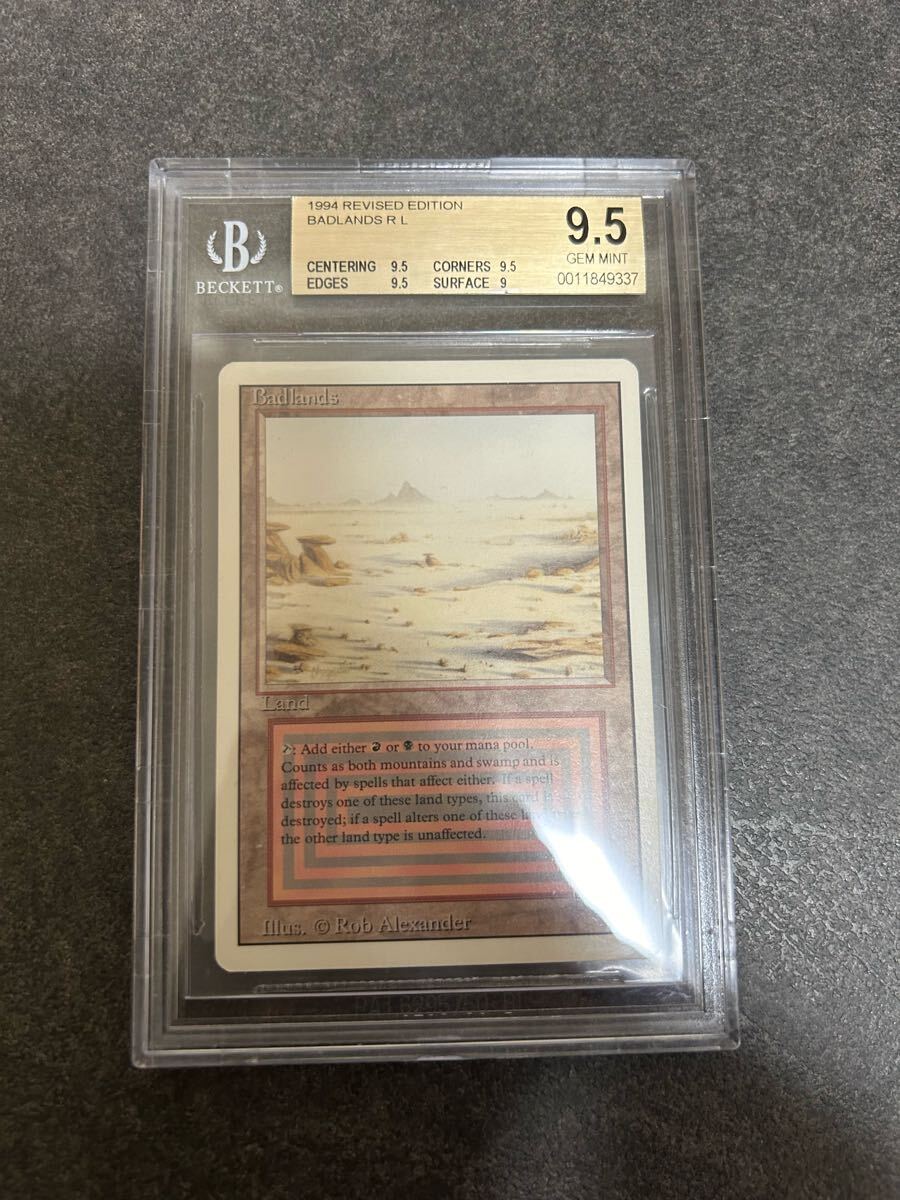 1994 REVISED EDITION
BADLANDS R L
9.5
GEM MINT
CENTERING 9.5 CORNERS 9.5
EDGES 9.5 SURFACE 9
0011849337
B
BECKETT®
Badlands
Land
: Add either or to your mana pool.
Counts as both mountains and swamp and is
affected by spells that affect either. If a spell
destroys one of these land types, this card is
destroyed; if a spell alters one of these
the other land type is unaffected.
Illus. © Rob Alexander